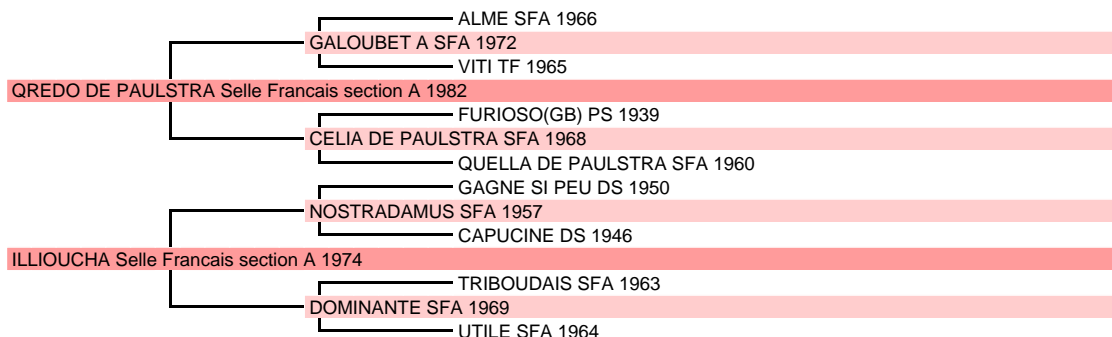 ALME SFA 1966
GALOUBET A SFA 1972
VITI TF 1965
QREDO DE PAULSTRA Selle Francais section A 1982
FURIOSO(GB) PS 1939
CELIA DE PAULSTRA SFA 1968
QUELLA DE PAULSTRA SFA 1960
GAGNE SI PEU DS 1950
NOSTRADAMUS SFA 1957
CAPUCINE DS 1946
ILLIOUCHA Selle Francais section A 1974
TRIBOUDAIS SFA 1963
DOMINANTE SFA 1969
UTILE SFA 1964